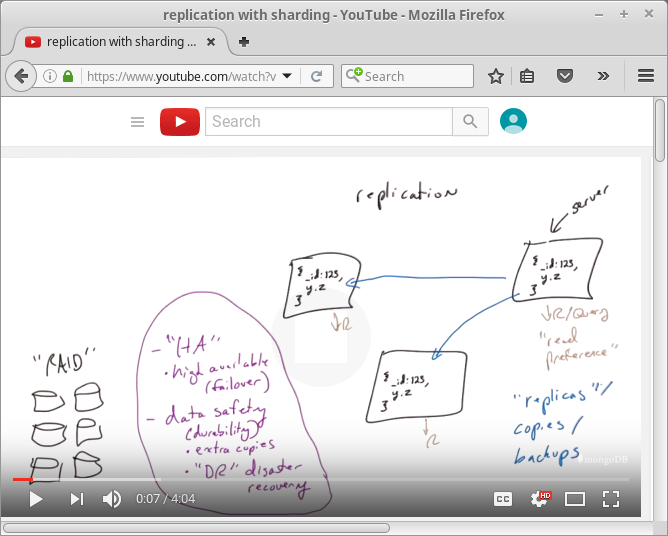 replication with sharding - YouTube - Mozilla Firefox
replication with sharding ...
https://www.youtube.com/watch?v
Search
Search
replication
server
{ _id:123,
y.z
}
{ _id:123,
y.z
}
↓R
↓R/Query
"read
preference"
"RAID"
- "HA"
• high available
(failover)
- data safety
(durability)
• extra copies
• "DR" disaster
recovery
{ _id:123,
y.z
}
↓
R
"replicas"/
copies/
backups
mongoDB
0:07 / 4:04
CC
HD